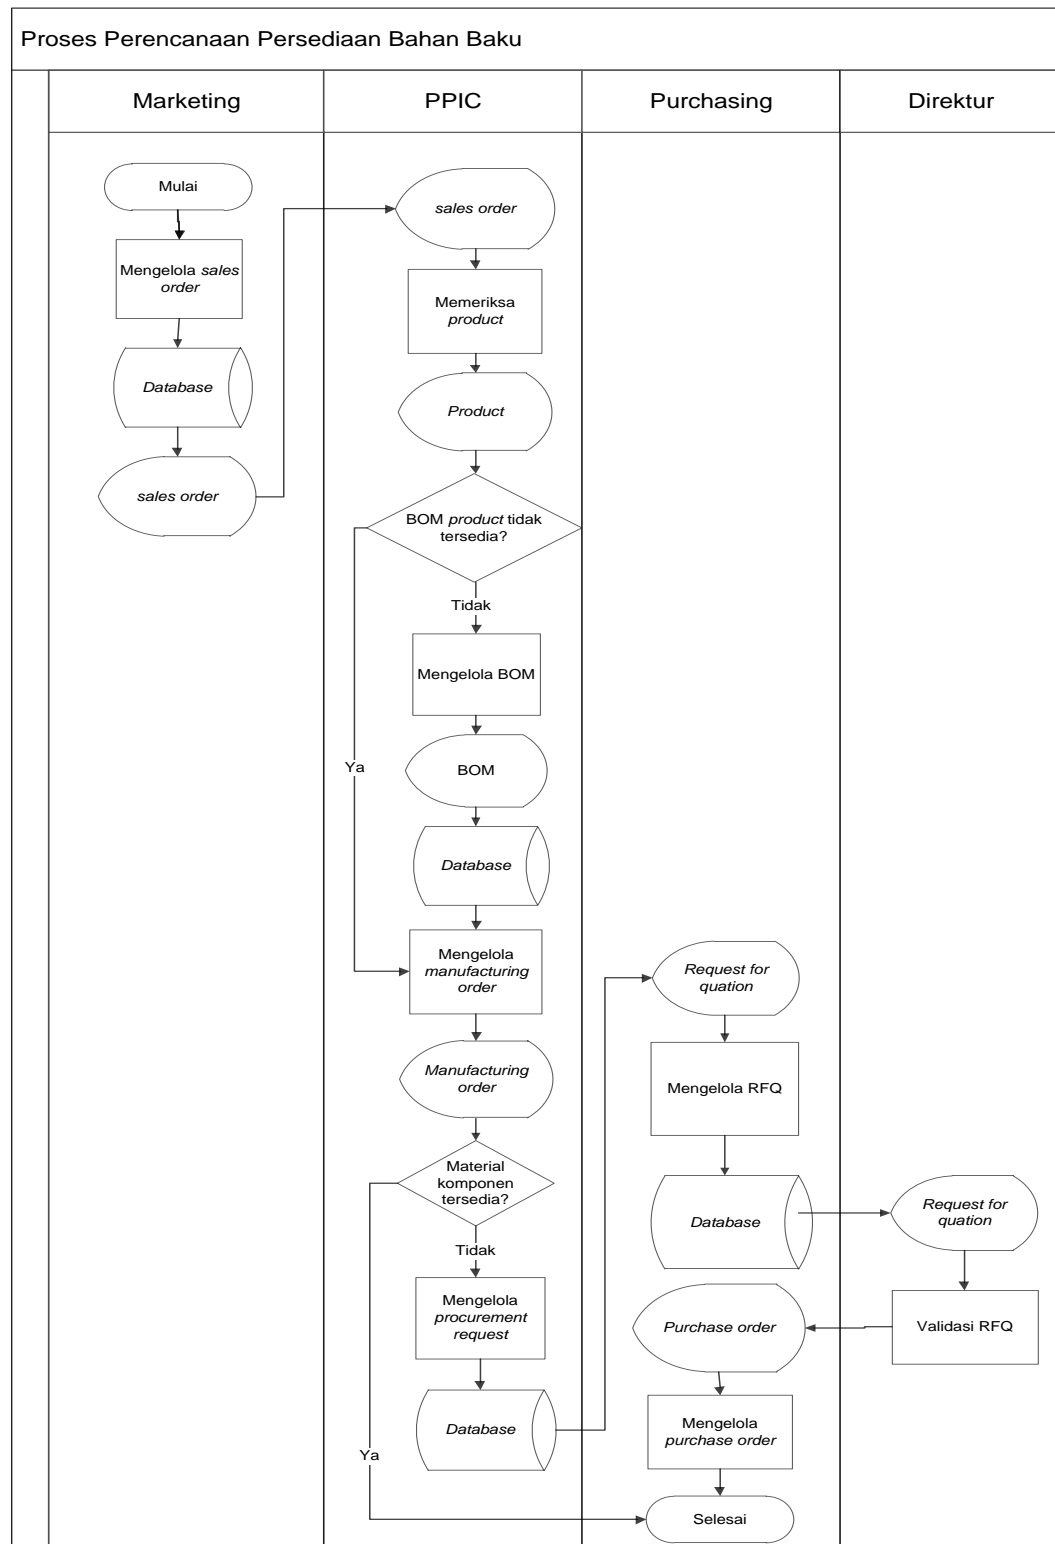 Proses Perencanaan Persediaan Bahan Baku
Marketing
PPIC
Purchasing
Direktur
Mulai
Mengelola sales
order
Database
sales order
sales order
Memeriksa
product
Product
BOM product tidak
tersedia?
Tidak
Ya
Mengelola BOM
BOM
Database
Mengelola
manufacturing
order
Manufacturing
order
Material
komponen
tersedia?
Tidak
Ya
Mengelola
procurement
request
Database
Request for
quation
Mengelola RFQ
Database
Request for
quation
Validasi RFQ
Purchase order
Mengelola
purchase order
Selesai